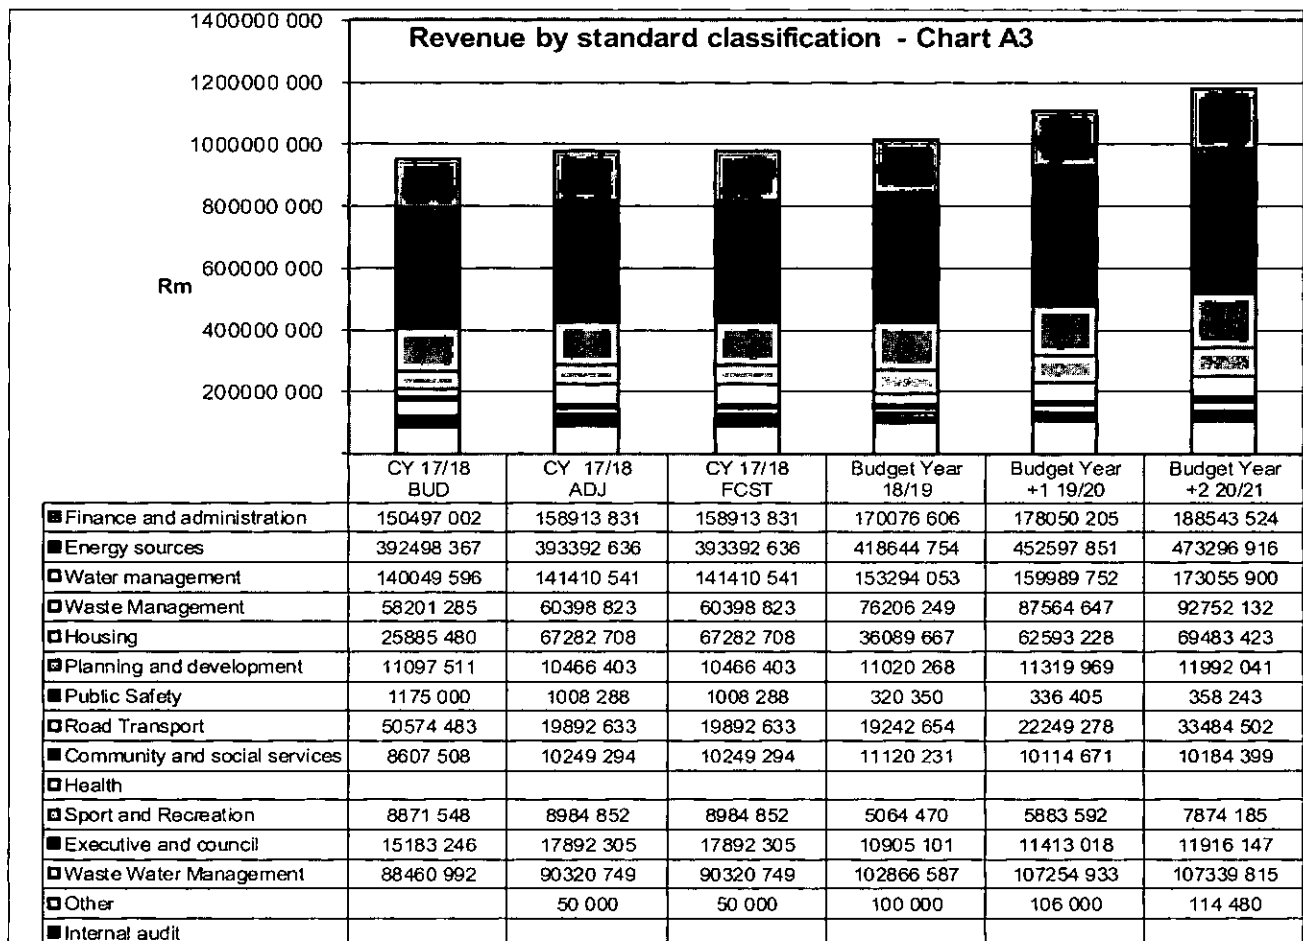 Revenue by standard classification - Chart A3
1400000 000
1200000 000
1000000 000
800000 000
600000 000
Rm
400000 000
200000 000
CY 17/18 BUD CY 17/18 ADJ CY 17/18 FCST Budget Year 18/19 Budget Year +1 19/20 Budget Year +2 20/21
Finance and administration 150497 002 158913 831 158913 831 170076 606 178050 205 188543 524
Energy sources 392498 367 393392 636 393392 636 418644 754 452597 851 473296 916
Water management 140049 596 141410 541 141410 541 153294 053 159989 752 173055 900
Waste Management 58201 285 60398 823 60398 823 76206 249 87564 647 92752 132
Housing 25885 480 67282 708 67282 708 36089 667 62593 228 69483 423
Planning and development 11097 511 10466 403 10466 403 11020 268 11319 969 11992 041
Public Safety 1175 000 1008 288 1008 288 320 350 336 405 358 243
Road Transport 50574 483 19892 633 19892 633 19242 654 22249 278 33484 502
Community and social services 8607 508 10249 294 10249 294 11120 231 10114 671 10184 399
Health
Sport and Recreation 8871 548 8984 852 8984 852 5064 470 5883 592 7874 185
Executive and council 15183 246 17892 305 17892 305 10905 101 11413 018 11916 147
Waste Water Management 88460 992 90320 749 90320 749 102866 587 107254 933 107339 815
Other 50 000 50 000 100 000 106 000 114 480
Internal audit